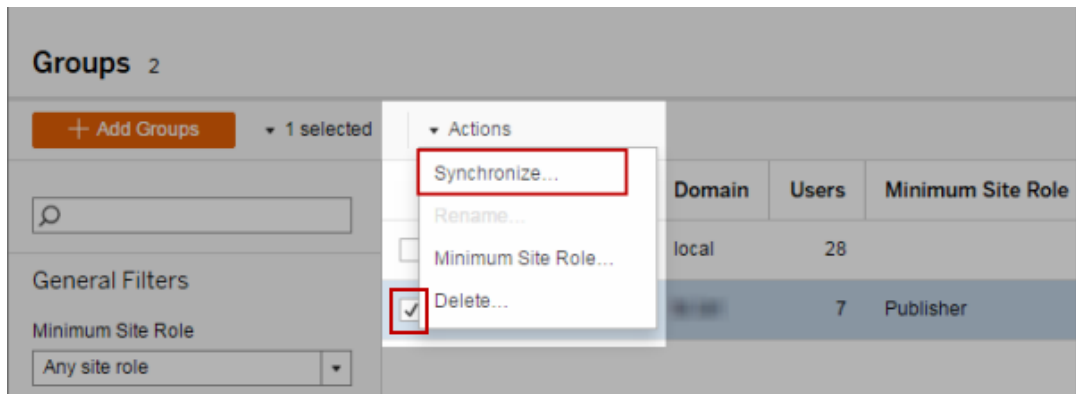 Groups 2
+ Add Groups
1 selected
Actions
Synchronize...
Rename...
Minimum Site Role...
Delete...
Domain Users Minimum Site Role
local 28
7 Publisher
General Filters
Minimum Site Role
Any site role